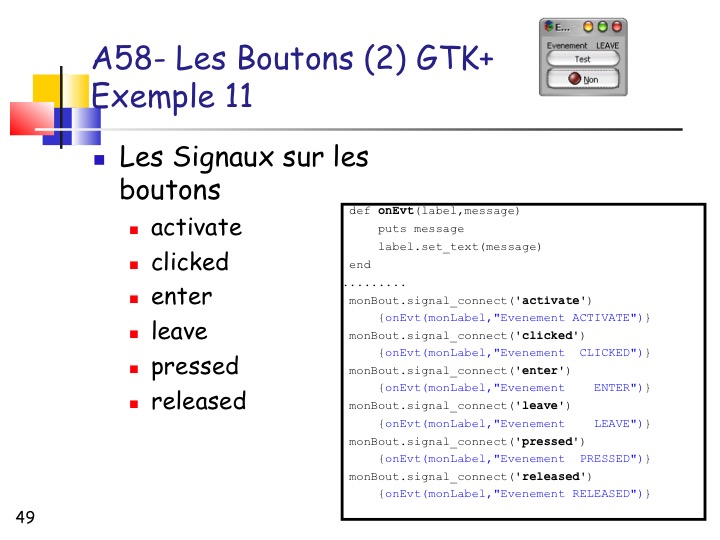 A58- Les Boutons (2) GTK+
Exemple 11
E...
Evenement LEAVE
Test
Non
Les Signaux sur les
boutons
activate
clicked
enter
leave
pressed
released
def onEvt(label,message)
puts message
label.set_text(message)
end
.........
monBout.signal_connect('activate')
{onEvt(monLabel,"Evenement ACTIVATE")}
monBout.signal_connect('clicked')
{onEvt(monLabel,"Evenement  CLICKED")}
monBout.signal_connect('enter')
{onEvt(monLabel,"Evenement    ENTER")}
monBout.signal_connect('leave')
{onEvt(monLabel,"Evenement    LEAVE")}
monBout.signal_connect('pressed')
{onEvt(monLabel,"Evenement  PRESSED")}
monBout.signal_connect('released')
{onEvt(monLabel,"Evenement RELEASED")}
49